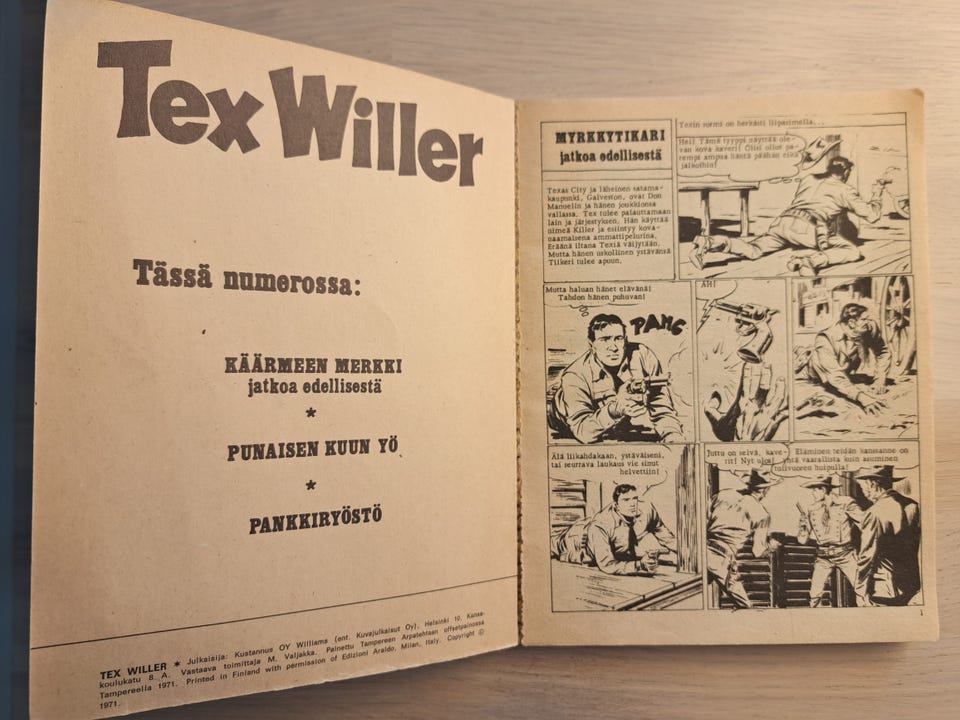 Tex Willer
Tässä numerossa:
KÄÄRMEEN MERKKI
jatkoa edellisestä
*
PUNAISEN KUUN YÖ
*
PANKKIRYÖSTÖ
TEX WILLER * Julkaisija: Kustannus OY Williams (ent. Kuvajulkaisut Oy), Helsinki 10, Kansa-
koulukatu 8 A. Vastaava toimittaja M. Valjakka. Painettu Tampereen Arpatehtaan offsetpainossa
Tampereella 1971. Printed in Finland with permission of Edizioni Araldo, Milan, Italy. Copyright ©
1971.
MYRKKYTIKARI
jatkoa edellisestä
Texas City ja läheinen satama-
kaupunki, Galveston, ovat Don
Manuelin ja hänen joukkionsa
vallassa. Tex tulee palauttamaan
lain ja järjestyksen. Hän käyttää
nimeä Killer ja esiintyy kova-
naamaisena ammattipelurina.
Eräänä iltana Texiä väijytään.
Mutta hänen uskollinen ystävänsä
Tiikeri tulee apuun.
Texin sormi on herkästi liipasimella...
Hei! Tämä tyyppi näyttää ole-
van kova kaveri! Olisi ollut pa-
rempi ampua häntä päähän eikä
jalkoihin!
Mutta haluan hänet elävänä!
Tahdon hänen puhuvan!
PANG
AH!
Älä liikahdakaan, ystäväiseni,
tai seuraava laukaus vie sinut
helvettiin!
Juttu on selvä, kave-
rit! Nyt ulos!
Eläminen teidän kanssanne on
yhtä vaarallista kuin asuminen
tulivuoren huipulla!
1